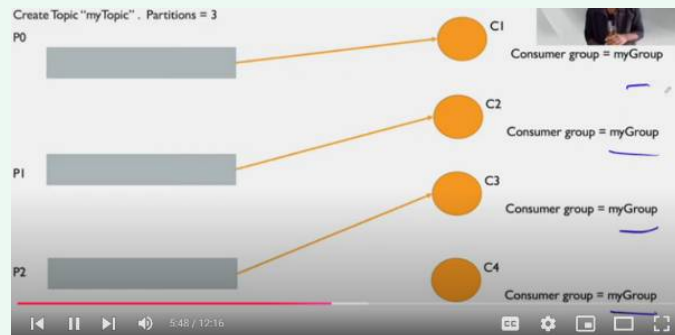 Create Topic "myTopic" . Partitions = 3
P0
C1
Consumer group = myGroup
C2
Consumer group = myGroup
P1
C3
Consumer group = myGroup
P2
C4
Consumer group = myGroup
5:48 / 12:16
CC